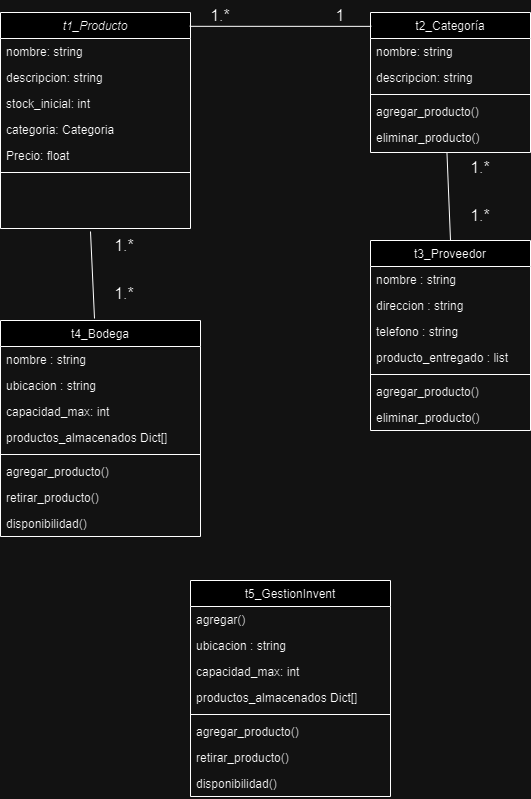 t1_Producto
nombre: string
descripcion: string
stock_inicial: int
categoria: Categoria
Precio: float
1.* 1
t2_Categoría
nombre: string
descripcion: string
agregar_producto()
eliminar_producto()
1.*
1.*
t3_Proveedor
nombre : string
direccion : string
telefono : string
producto_entregado : list
agregar_producto()
eliminar_producto()
1.*
1.*
t4_Bodega
nombre : string
ubicacion : string
capacidad_max: int
productos_almacenados Dict[]
agregar_producto()
retirar_producto()
disponibilidad()
t5_GestionInvent
agregar()
ubicacion : string
capacidad_max: int
productos_almacenados Dict[]
agregar_producto()
retirar_producto()
disponibilidad()